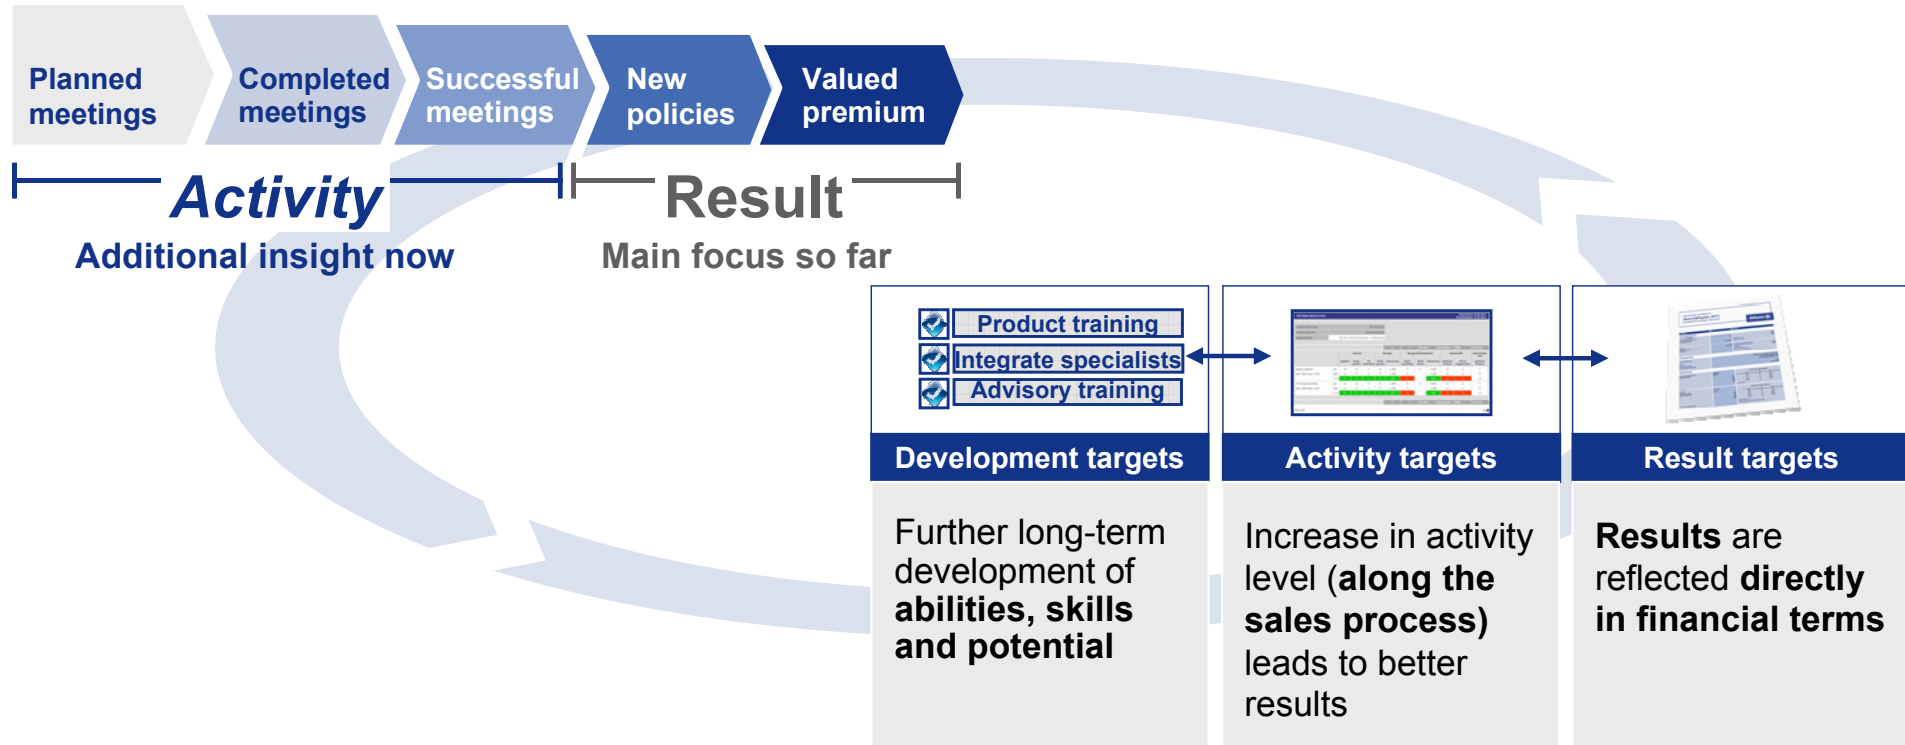 Planned
meetings
Completed
meetings
Successful
meetings
New
policies
Valued
premium
Activity
Additional insight now
Result
Main focus so far
Product training
Integrate specialists
Advisory training
Development targets
Further long-term
development of
abilities, skills
and potential
Activity targets
Increase in activity
level (along the
sales process)
leads to better
results
Result targets
Results are
reflected directly
in financial terms